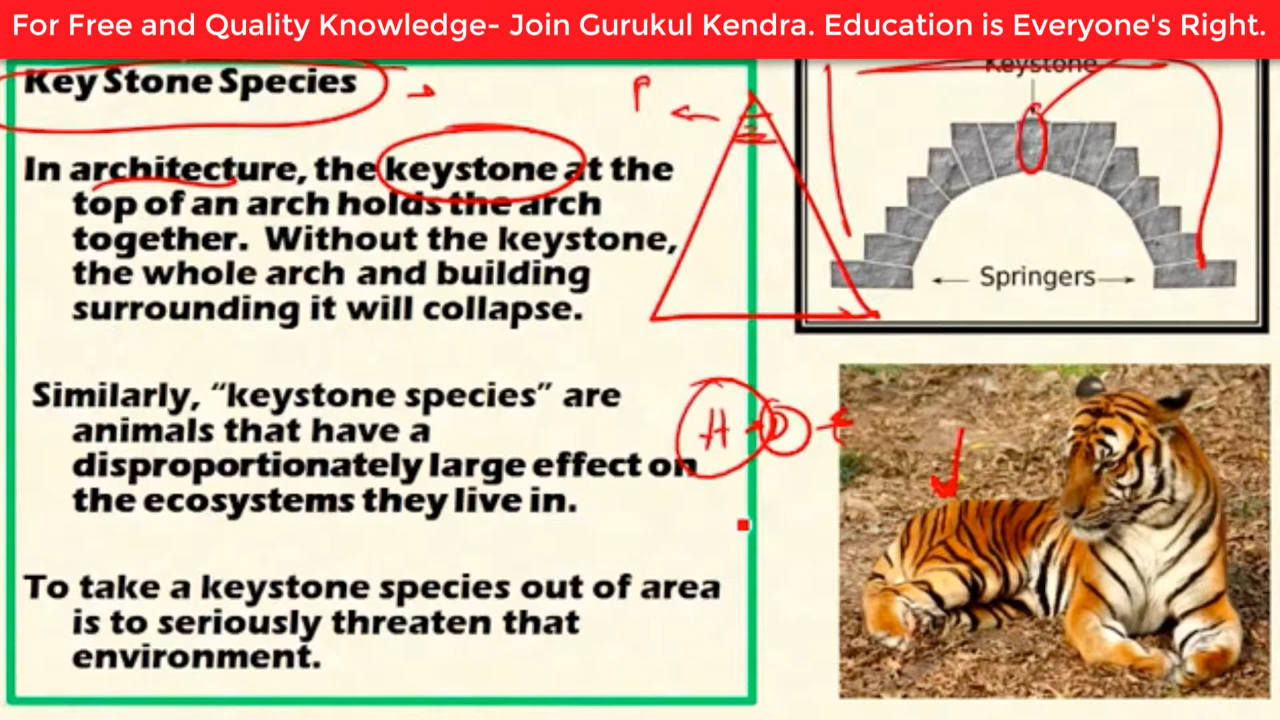 For Free and Quality Knowledge- Join Gurukul Kendra. Education is Everyone's Right.
Key Stone Species
In architecture, the keystone at the
top of an arch holds the arch
together. Without the keystone,
the whole arch and building
surrounding it will collapse.
Similarly, “keystone species” are
animals that have a
disproportionately large effect on
the ecosystems they live in.
To take a keystone species out of area
is to seriously threaten that
environment.
P
H
Keystone
Springers